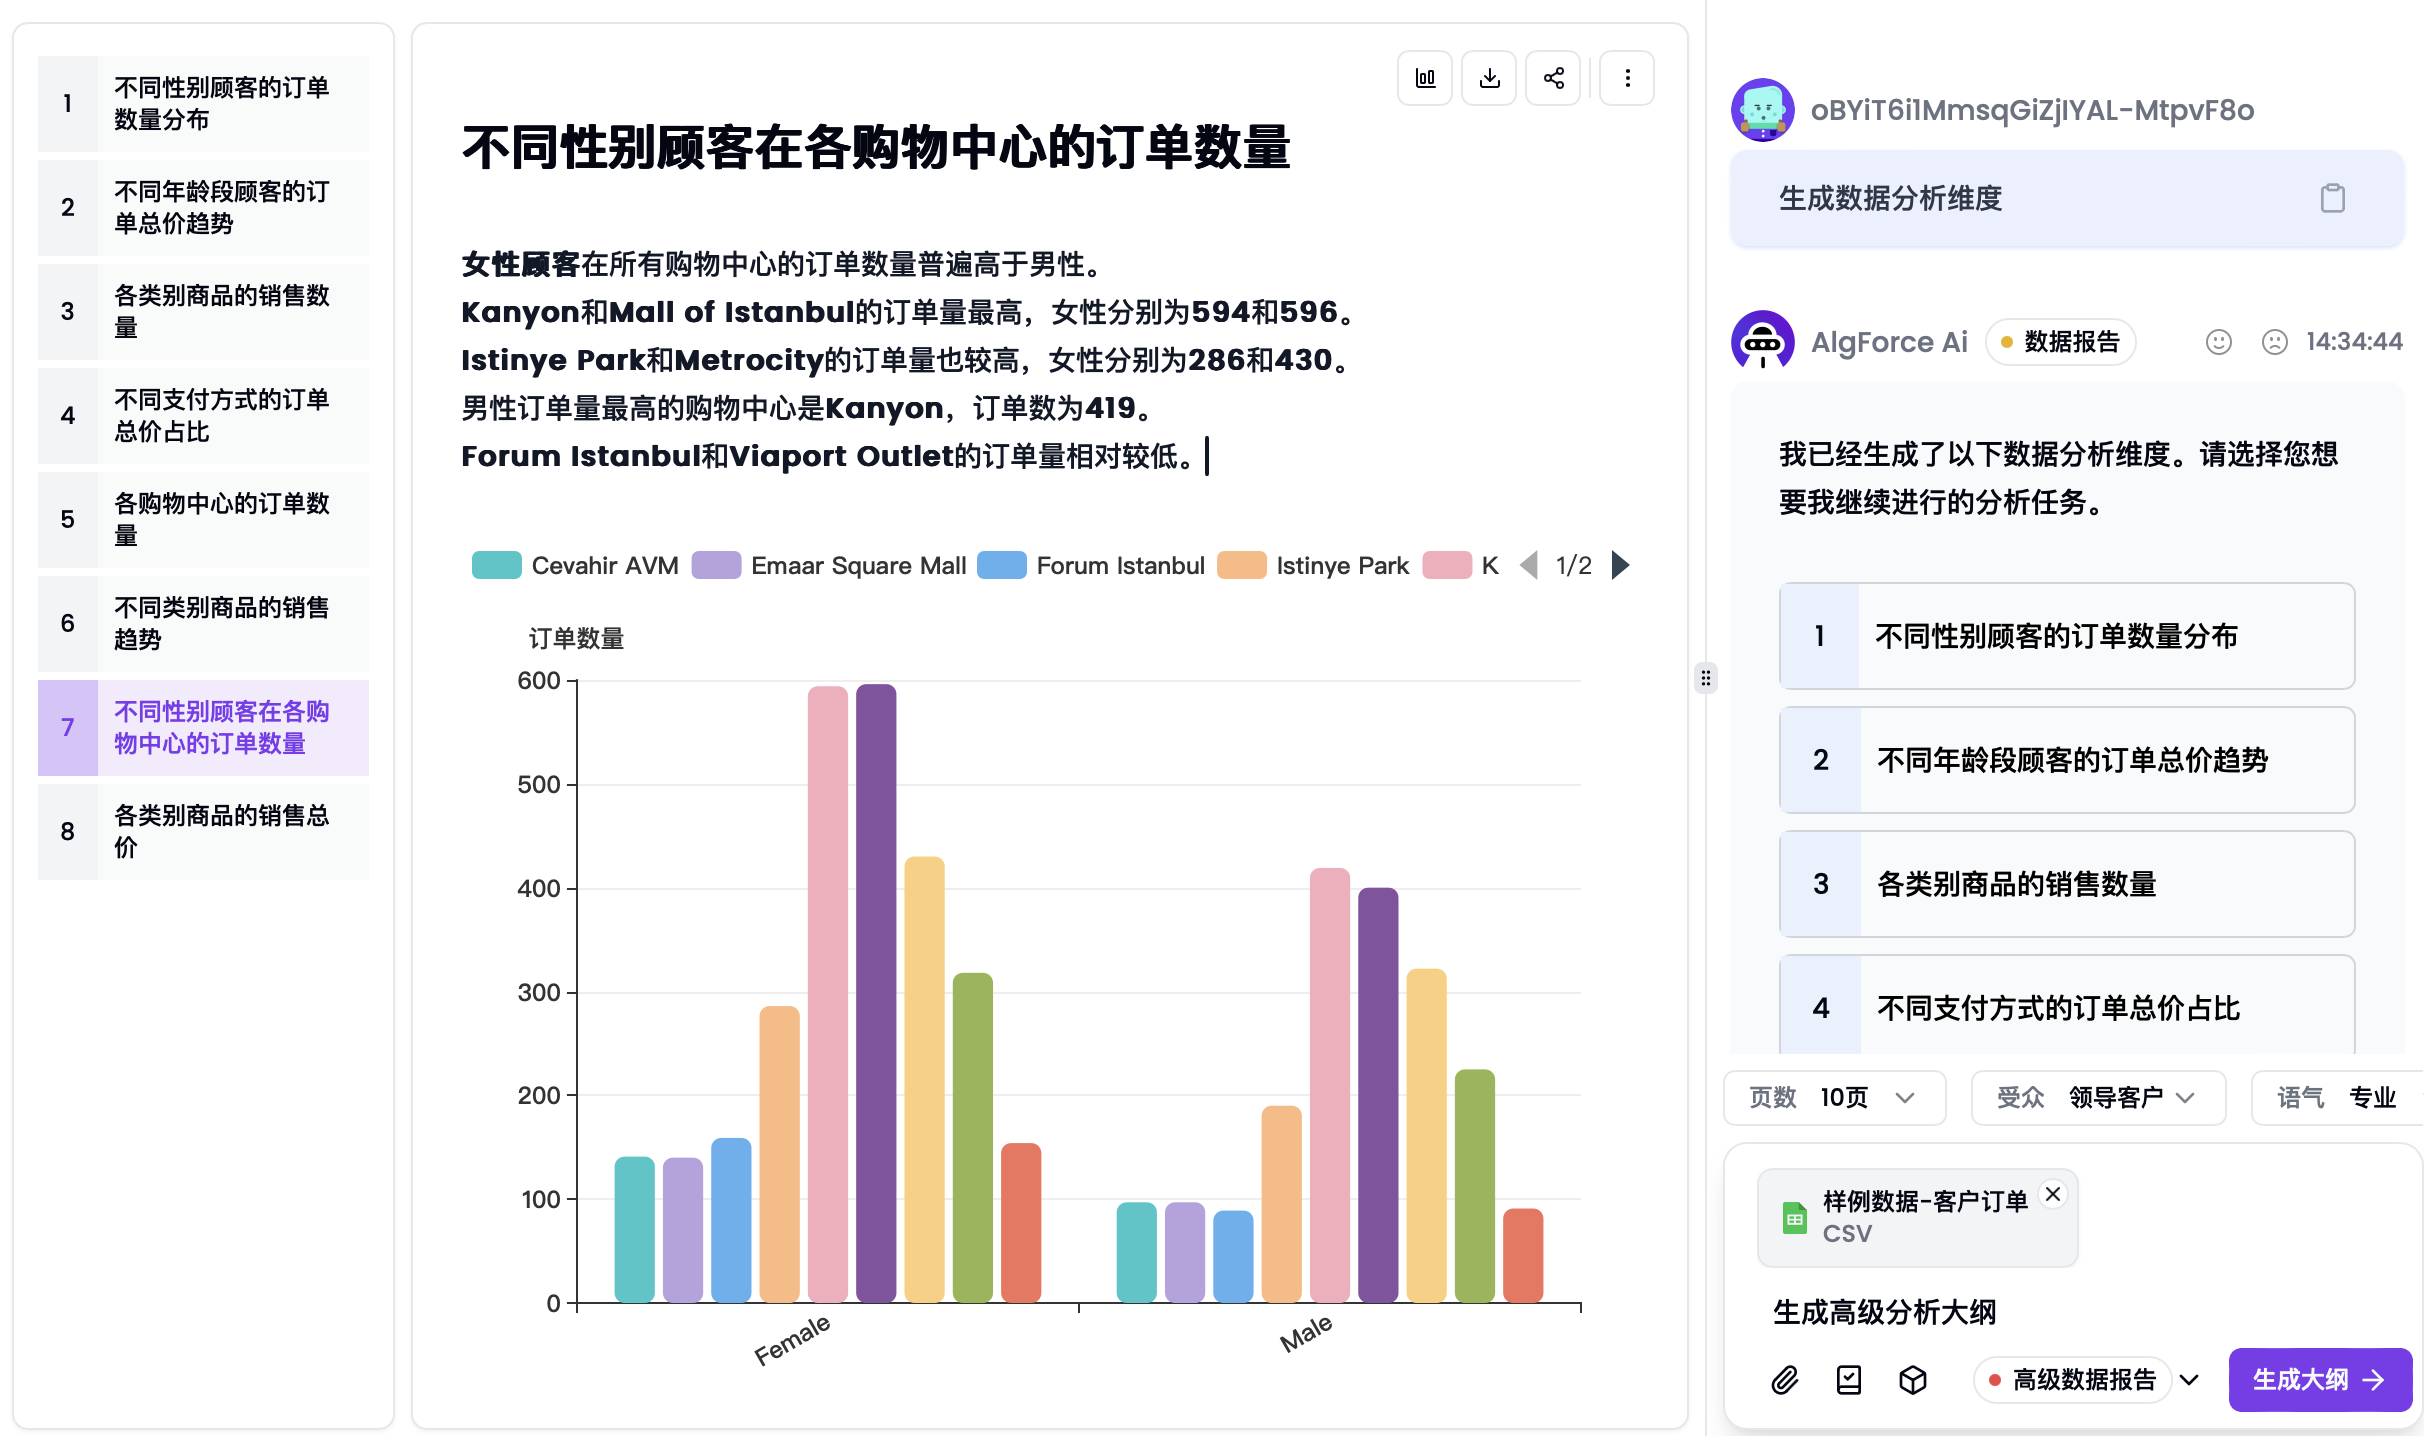 1
不同性别顾客的订单
数量分布
2
不同年龄段顾客的订
单总价趋势
3
各类别商品的销售数
量
4
不同支付方式的订单
总价占比
5
各购物中心的订单数
量
6
不同类别商品的销售
趋势
7
不同性别顾客在各购
物中心的订单数量
8
各类别商品的销售总
价
不同性别顾客在各购物中心的订单数量
女性顾客在所有购物中心的订单数量普遍高于男性。
Kanyon和Mall of Istanbul的订单量最高，女性分别为594和596。
Istinye Park和Metrocity的订单量也较高，女性分别为286和430。
男性订单量最高的购物中心是Kanyon，订单数为419。
Forum Istanbul和Viaport Outlet的订单量相对较低。
Cevahir AVM Emaar Square Mall Forum Istanbul Istinye Park K 1/2
订单数量
600
500
400
300
200
100
0
Female
Male
oBYiT6i1MmsqGiZjIYAL-MtpvF8o
生成数据分析维度
AlgForce Ai 数据报告 14:34:44
我已经生成了以下数据分析维度。请选择您想
要我继续进行的分析任务。
1 不同性别顾客的订单数量分布
2 不同年龄段顾客的订单总价趋势
3 各类别商品的销售数量
4 不同支付方式的订单总价占比
页数 10页 受众 领导客户 语气 专业
样例数据-客户订单
CSV
生成高级分析大纲
高级数据报告 生成大纲